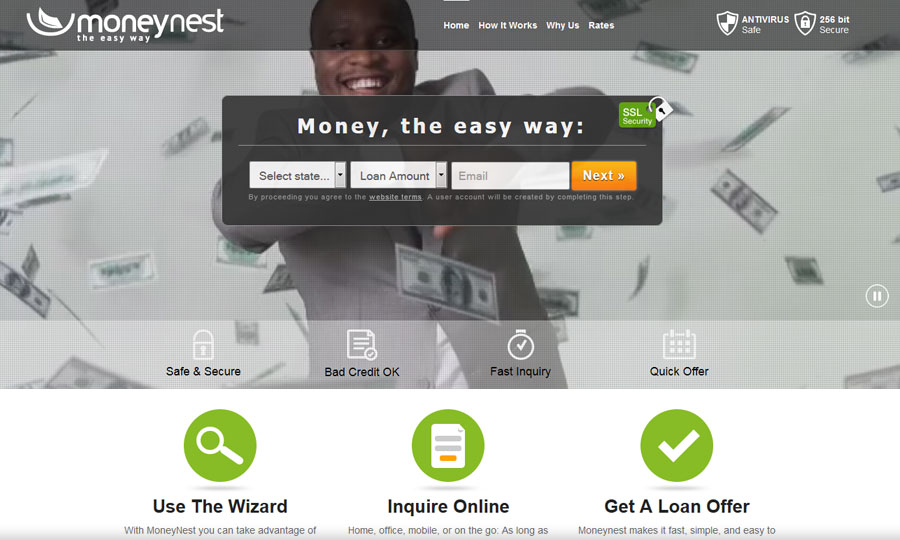 moneynest
the easy way
Home How It Works Why Us Rates
ANTIVIRUS
Safe
256 bit
Secure
SSL
Security
Money, the easy way:
Select state... Loan Amount Email Next »
By proceeding you agree to the website terms. A user account will be created by completing this step.
Safe & Secure Bad Credit OK Fast Inquiry Quick Offer
Use The Wizard Inquire Online Get A Loan Offer
With MoneyNest you can take advantage of Home, office, mobile, or on the go: As long as Moneynest makes it fast, simple, and easy to